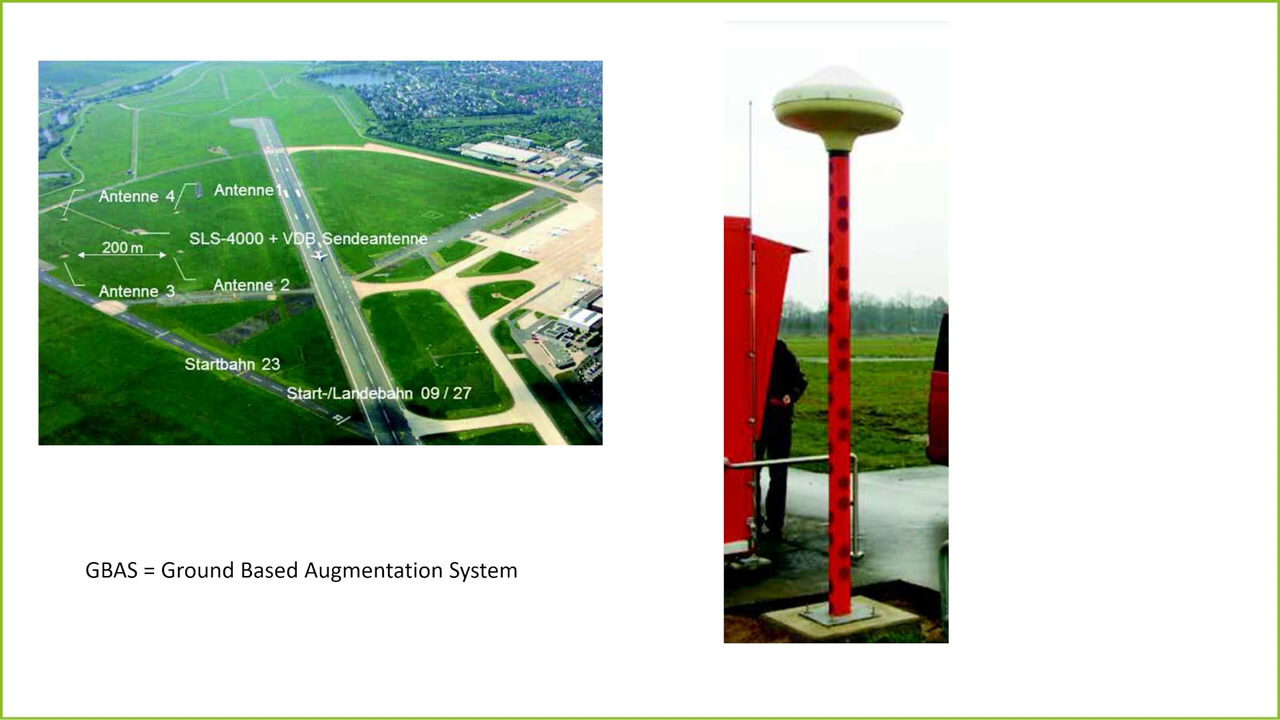 Antenne 4
Antenne 1
SLS-4000 + VDB Sendeantenne
200 m
Antenne 3
Antenne 2
Startbahn 23
Start-/Landebahn 09 / 27
GBAS = Ground Based Augmentation System